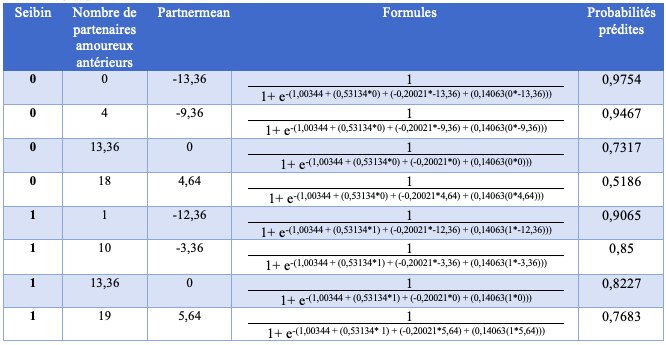 Seibin Nombre de partenaires amoureux antérieurs Partnermean Formules Probabilités prédites
0 0 -13,36 1 0,9754
1+ e-(1,00344 + (0,53134*0) + (-0,20021*-13,36) + (0,14063(0*-13,36)))
0 4 -9,36 1 0,9467
1+ e-(1,00344 + (0,53134*0) + (-0,20021*-9,36) + (0,14063(0*-9,36)))
0 13,36 0 1 0,7317
1+ e-(1,00344 + (0,53134*0) + (-0,20021*0) + (0,14063(0*0)))
0 18 4,64 1 0,5186
1+ e-(1,00344 + (0,53134*0) + (-0,20021*4,64) + (0,14063(0*4,64)))
1 1 -12,36 1 0,9065
1+ e-(1,00344 + (0,53134*1) + (-0,20021*-12,36) + (0,14063(1*-12,36)))
1 10 -3,36 1 0,85
1+ e-(1,00344 + (0,53134*1) + (-0,20021*-3,36) + (0,14063(1*-3,36)))
1 13,36 0 1 0,8227
1+ e-(1,00344 + (0,53134*1) + (-0,20021*0) + (0,14063(1*0)))
1 19 5,64 1 0,7683
1+ e-(1,00344 + (0,53134* 1) + (-0,20021*5,64) + (0,14063(1*5,64)))